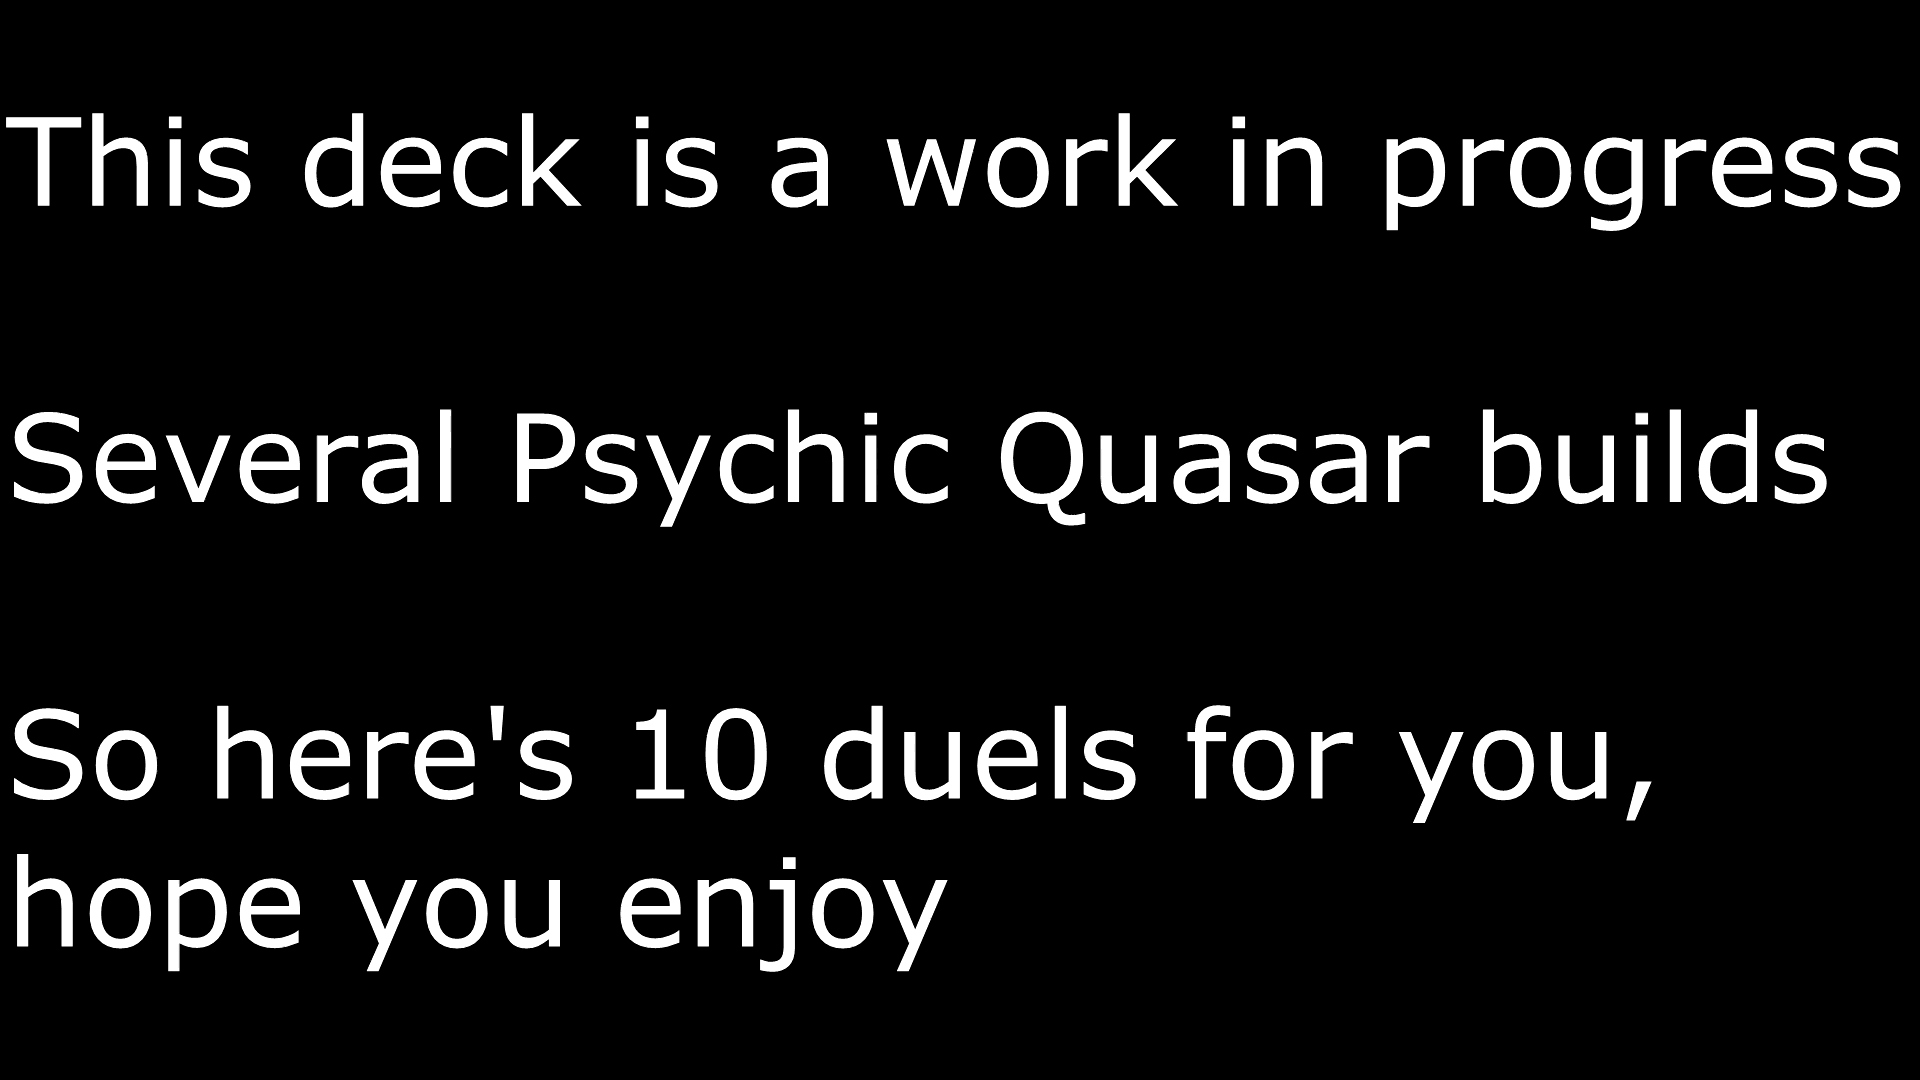 This deck is a work in progress
Several Psychic Quasar builds
So here's 10 duels for you,
hope you enjoy